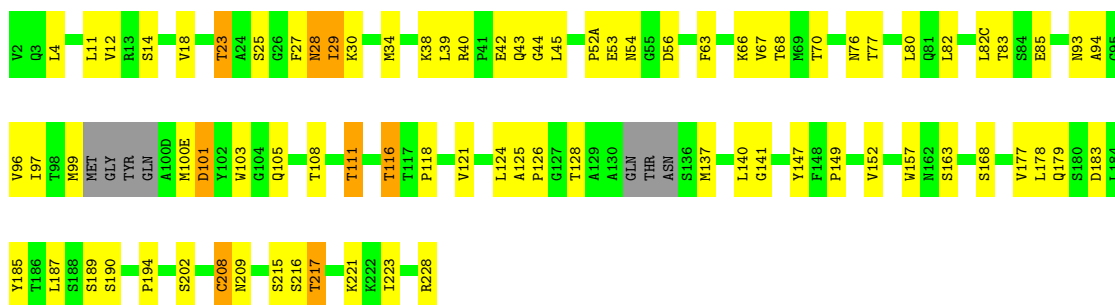 V2 Q3 L4 L11 V12 R13 S14 V18 T23 A24 S25 G26 F27 N28 I29 K30 M34 K38 L39 R40 P41 E42 Q43 G44 L45 P52A E53 N54 G55 D56 F63 K66 V67 T68 M69 T70 N76 T77 L80 Q81 L82 L82C T83 S84 E85 N93 A94
V96 I97 T98 M99 MET GLY TYR GLN A100D M100E D101 Y102 W103 G104 Q105 T108 T111 T116 T117 P118 V121 L124 A125 P126 G127 T128 A129 A130 GLN THR ASN S136 M137 L140 G141 Y147 F148 P149 V152 W157 N162 S163 S168 V177 L178 Q179 S180 D183 L184
Y185 T186 L187 S188 S189 S190 P194 S202 C208 N209 S215 S216 T217 K221 K222 I223 R228